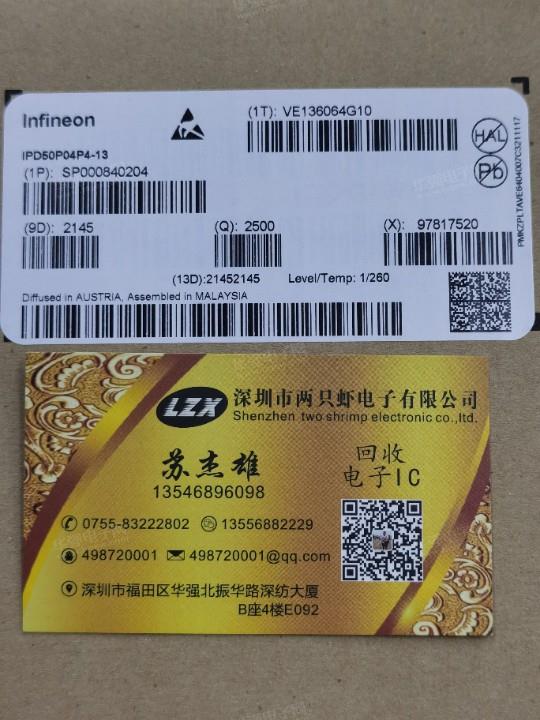 Infineon
(1T): VE136064G10
HAL
Pb
IPD50P04P4-13
(1P): SP000840204
(9D): 2145
(Q): 2500
(X): 97817520
(13D):21452145
Level/Temp: 1/260
Diffused in AUSTRIA, Assembled in MALAYSIA
PMKZPLTAVE6404007C3211117
LZX
深圳市两只虾电子有限公司
Shenzhen two shrimp electronic co.,ltd.
苏杰雄
13546896098
回收
电子IC
0755-83222802
13556882229
498720001
498720001@qq.com
深圳市福田区华强北振华路深纺大厦
B座4楼E092